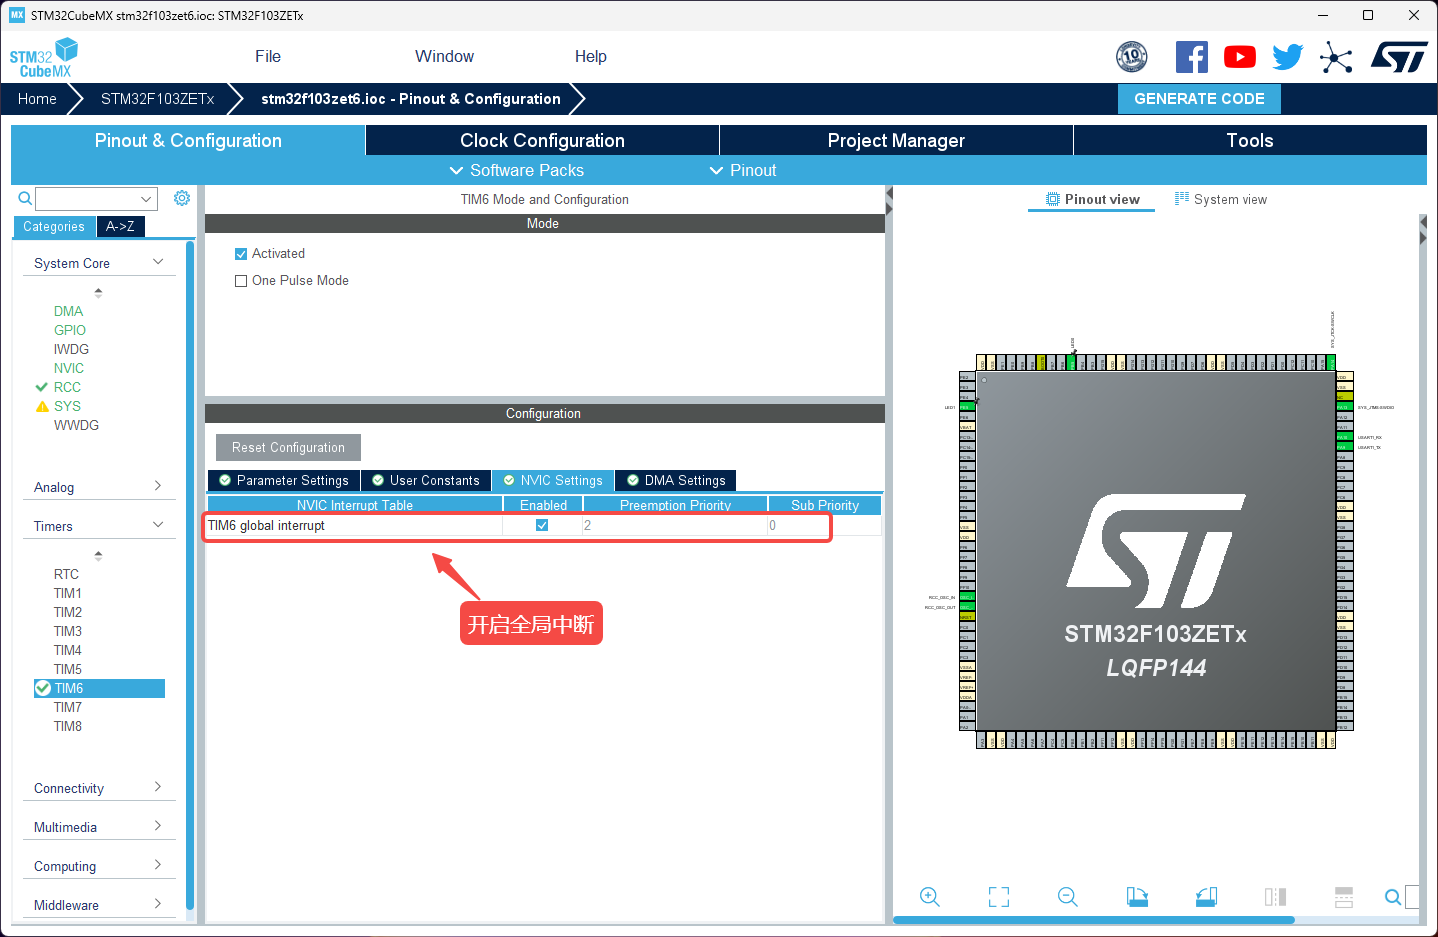 STM32CubeMX stm32f103zet6.ioc: STM32F103ZETx
STM32
CubeMX
File
Window
Help
Home
STM32F103ZETx
stm32f103zet6.ioc - Pinout & Configuration
GENERATE CODE
Pinout & Configuration
Clock Configuration
Project Manager
Tools
Software Packs
Pinout
Categories
A->Z
System Core
DMA
GPIO
IWDG
NVIC
RCC
SYS
WWDG
Analog
Timers
RTC
TIM1
TIM2
TIM3
TIM4
TIM5
TIM6
TIM7
TIM8
Connectivity
Multimedia
Computing
Middleware
TIM6 Mode and Configuration
Mode
Activated
One Pulse Mode
Configuration
Reset Configuration
Parameter Settings
User Constants
NVIC Settings
DMA Settings
NVIC Interrupt Table
Enabled
Preemption Priority
Sub Priority
TIM6 global interrupt
2
0
开启全局中断
Pinout view
System view
LED1
RCC_OSC_IN
RCC_OSC_OUT
USART1_RX
USART1_TX
STM32F103ZETx
LQFP144